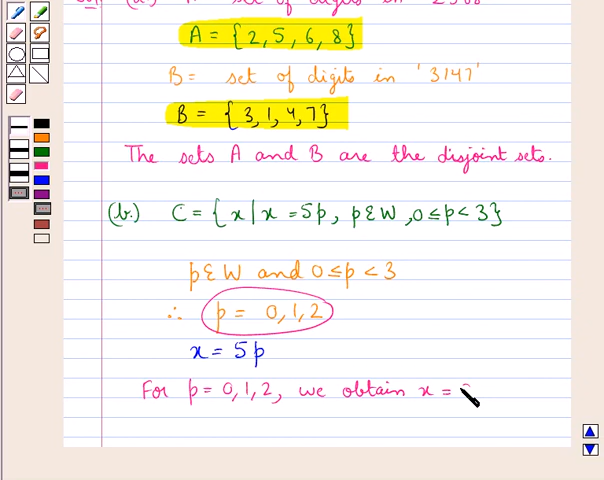 A = {2, 5, 6, 8}
B = set of digits in '3147'
B = {3, 1, 4, 7}
The sets A and B are the disjoint sets.
(b.) C = {x | x = 5p, p ε W, 0 ≤ p < 3}
p ε W and 0 ≤ p < 3
∴ p = 0, 1, 2
x = 5p
For p = 0, 1, 2, we obtain x =